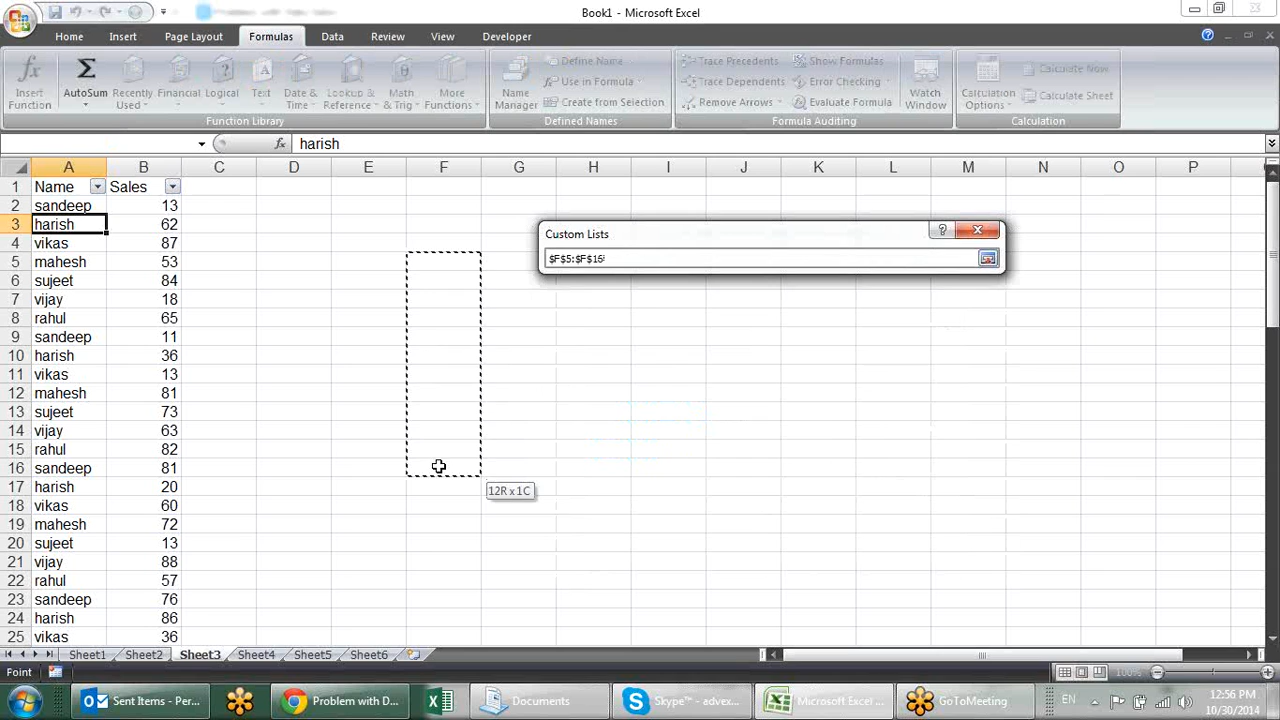 Book1 - Microsoft Excel
Home Insert Page Layout Formulas Data Review View Developer
Insert Function
AutoSum
Recently Used
Financial
Logical
Text
Date & Time
Lookup & Reference
Math & Trig
More Functions
Function Library
Name Manager
Define Name
Use in Formula
Create from Selection
Defined Names
Trace Precedents
Trace Dependents
Remove Arrows
Show Formulas
Error Checking
Evaluate Formula
Formula Auditing
Watch Window
Calculation Options
Calculate Now
Calculate Sheet
Calculation
fx harish
A B C D E F G H I J K L M N O P
1 Name Sales
2 sandeep 13
3 harish 62
4 vikas 87
5 mahesh 53
6 sujeet 84
7 vijay 18
8 rahul 65
9 sandeep 11
10 harish 36
11 vikas 13
12 mahesh 81
13 sujeet 73
14 vijay 63
15 rahul 82
16 sandeep 81
17 harish 20
18 vikas 60
19 mahesh 72
20 sujeet 13
21 vijay 88
22 rahul 57
23 sandeep 76
24 harish 86
25 vikas 36
Custom Lists
$F$5:$F$16
12R x 1C
Sheet1 Sheet2 Sheet3 Sheet4 Sheet5 Sheet6
Point 100%
Sent Items - Per... Problem with D... Documents Skype™ - advex... Microsoft Excel ... GoToMeeting EN 12:56 PM
10/30/2014